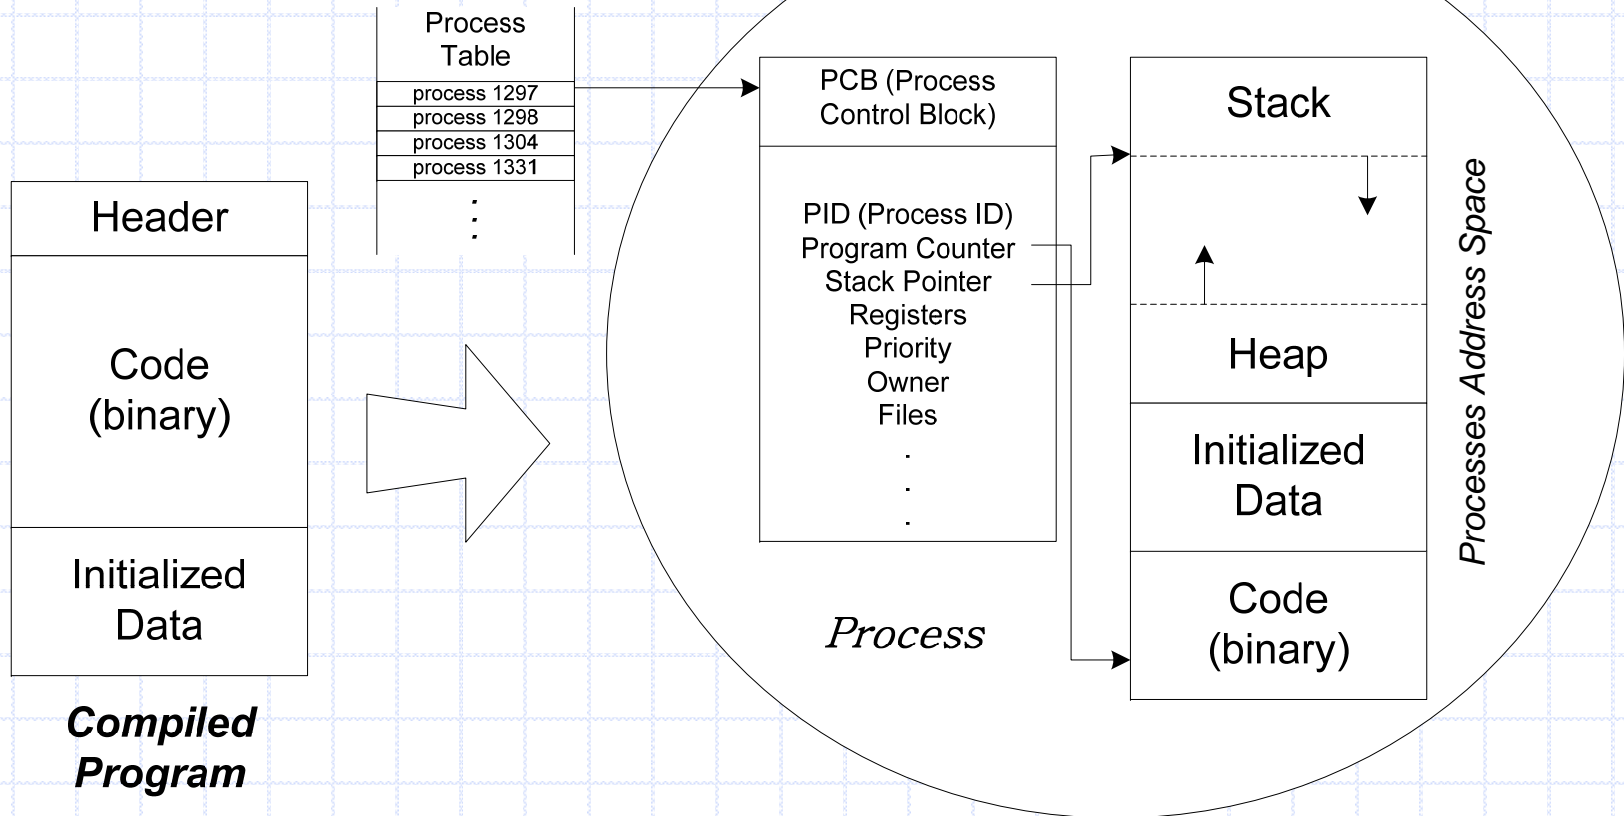 Process
Table
process 1297
process 1298
process 1304
process 1331
.
.
.
Header
Code
(binary)
Initialized
Data
Compiled
Program
PCB (Process
Control Block)
PID (Process ID)
Program Counter
Stack Pointer
Registers
Priority
Owner
Files
.
.
.
Process
Stack
Heap
Initialized
Data
Code
(binary)
Processes Address Space